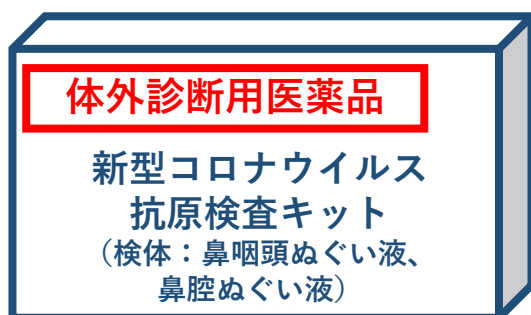 体外診断用医薬品
新型コロナウイルス
抗原検査キット
（検体：鼻咽頭ぬぐい液、
鼻腔ぬぐい液）